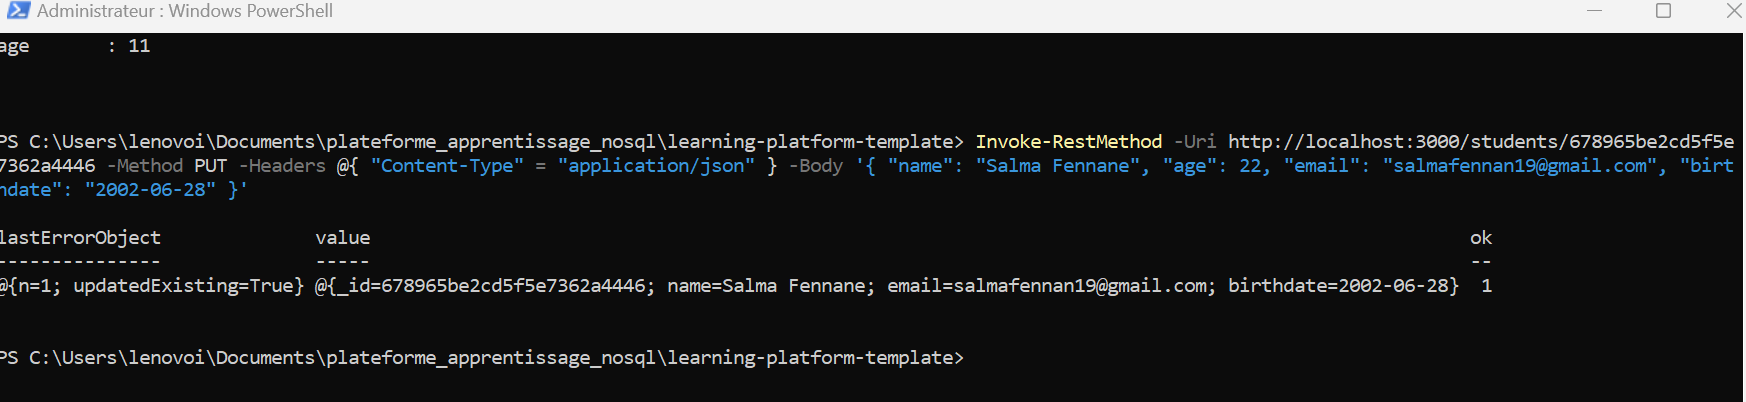 Administrateur : Windows PowerShell
age : 11
PS C:\Users\lenovoi\Documents\plateforme_apprentissage_nosql\learning-platform-template> Invoke-RestMethod -Uri http://localhost:3000/students/678965be2cd5f5e
7362a4446 -Method PUT -Headers @{ "Content-Type" = "application/json" } -Body '{ "name": "Salma Fennane", "age": 22, "email": "salmafennan19@gmail.com", "birt
hdate": "2002-06-28" }'
lastErrorObject value ok
--------------- ----- --
@{n=1; updatedExisting=True} @{_id=678965be2cd5f5e7362a4446; name=Salma Fennane; email=salmafennan19@gmail.com; birthdate=2002-06-28} 1
PS C:\Users\lenovoi\Documents\plateforme_apprentissage_nosql\learning-platform-template>